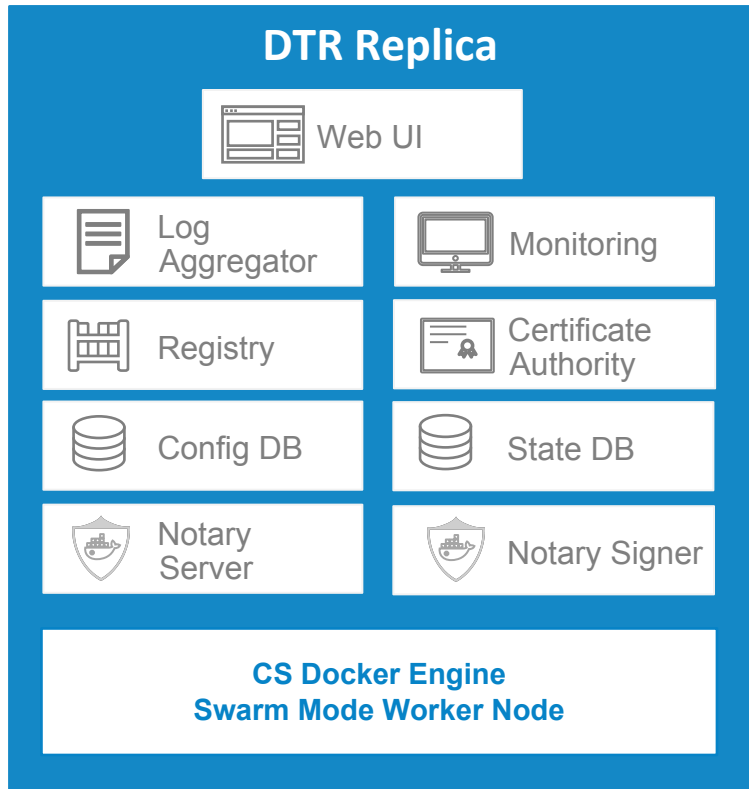 DTR Replica
Web UI
Log
Aggregator
Monitoring
Registry
Certificate
Authority
Config DB
State DB
Notary
Server
Notary Signer
CS Docker Engine
Swarm Mode Worker Node